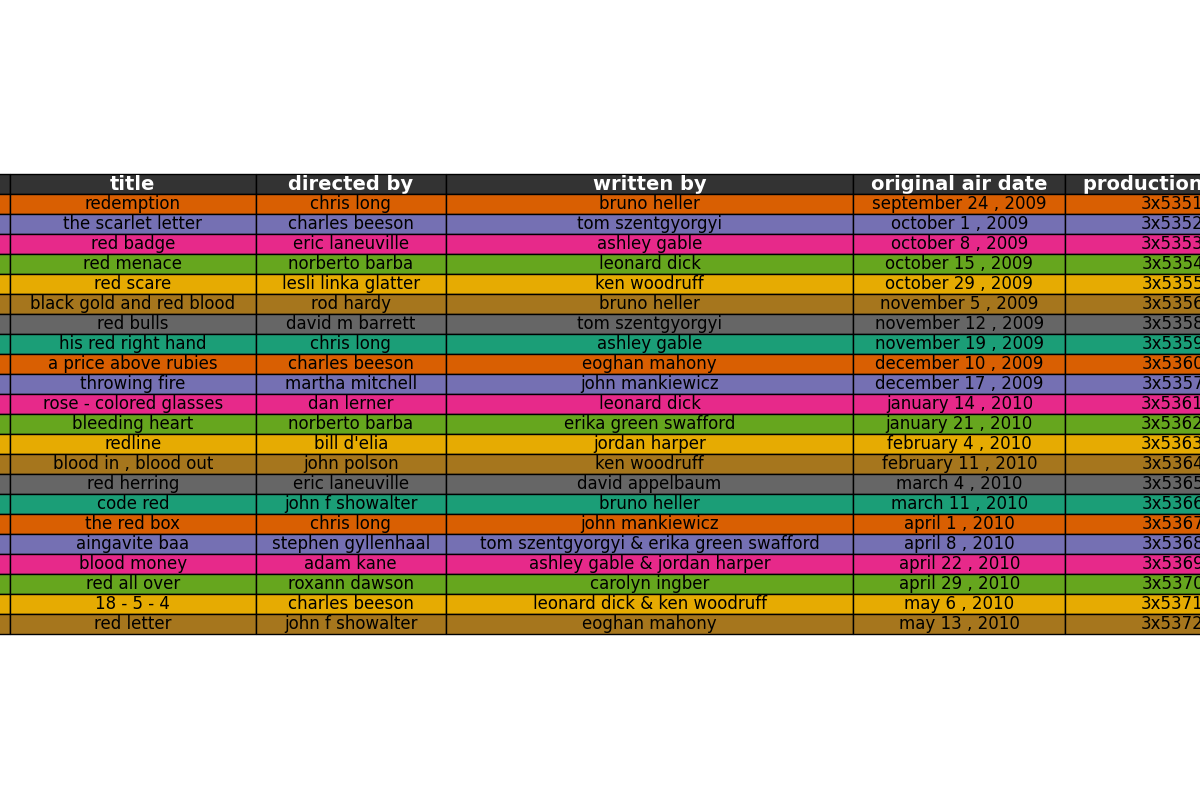 title directed by written by original air date production
redemption chris long bruno heller september 24 , 2009 3x5351
the scarlet letter charles beeson tom szentgyorgyi october 1 , 2009 3x5352
red badge eric laneuville ashley gable october 8 , 2009 3x5353
red menace norberto barba leonard dick october 15 , 2009 3x5354
red scare lesli linka glatter ken woodruff october 29 , 2009 3x5355
black gold and red blood rod hardy bruno heller november 5 , 2009 3x5356
red bulls david m barrett tom szentgyorgyi november 12 , 2009 3x5358
his red right hand chris long ashley gable november 19 , 2009 3x5359
a price above rubies charles beeson eoghan mahony december 10 , 2009 3x5360
throwing fire martha mitchell john mankiewicz december 17 , 2009 3x5357
rose - colored glasses dan lerner leonard dick january 14 , 2010 3x5361
bleeding heart norberto barba erika green swafford january 21 , 2010 3x5362
redline bill d'elia jordan harper february 4 , 2010 3x5363
blood in , blood out john polson ken woodruff february 11 , 2010 3x5364
red herring eric laneuville david appelbaum march 4 , 2010 3x5365
code red john f showalter bruno heller march 11 , 2010 3x5366
the red box chris long john mankiewicz april 1 , 2010 3x5367
aingavite baa stephen gyllenhaal tom szentgyorgyi & erika green swafford april 8 , 2010 3x5368
blood money adam kane ashley gable & jordan harper april 22 , 2010 3x5369
red all over roxann dawson carolyn ingber april 29 , 2010 3x5370
18 - 5 - 4 charles beeson leonard dick & ken woodruff may 6 , 2010 3x5371
red letter john f showalter eoghan mahony may 13 , 2010 3x5372